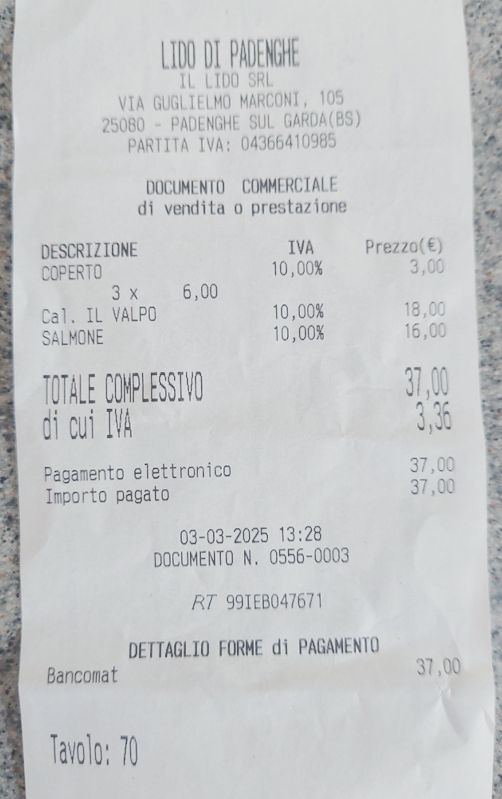 LIDO DI PADENGHE
IL LIDO SRL
VIA GUGLIELMO MARCONI, 105
25080 - PADENGHE SUL GARDA(BS)
PARTITA IVA: 04366410985
DOCUMENTO COMMERCIALE
di vendita o prestazione
DESCRIZIONE IVA Prezzo(€)
COPERTO 10,00% 3,00
3 x 6,00
Cal. IL VALPO 10,00% 18,00
SALMONE 10,00% 16,00
TOTALE COMPLESSIVO 37,00
di cui IVA 3,36
Pagamento elettronico 37,00
Importo pagato 37,00
03-03-2025 13:28
DOCUMENTO N. 0556-0003
RT 99IEB047671
DETTAGLIO FORME di PAGAMENTO
Bancomat 37,00
Tavolo: 70